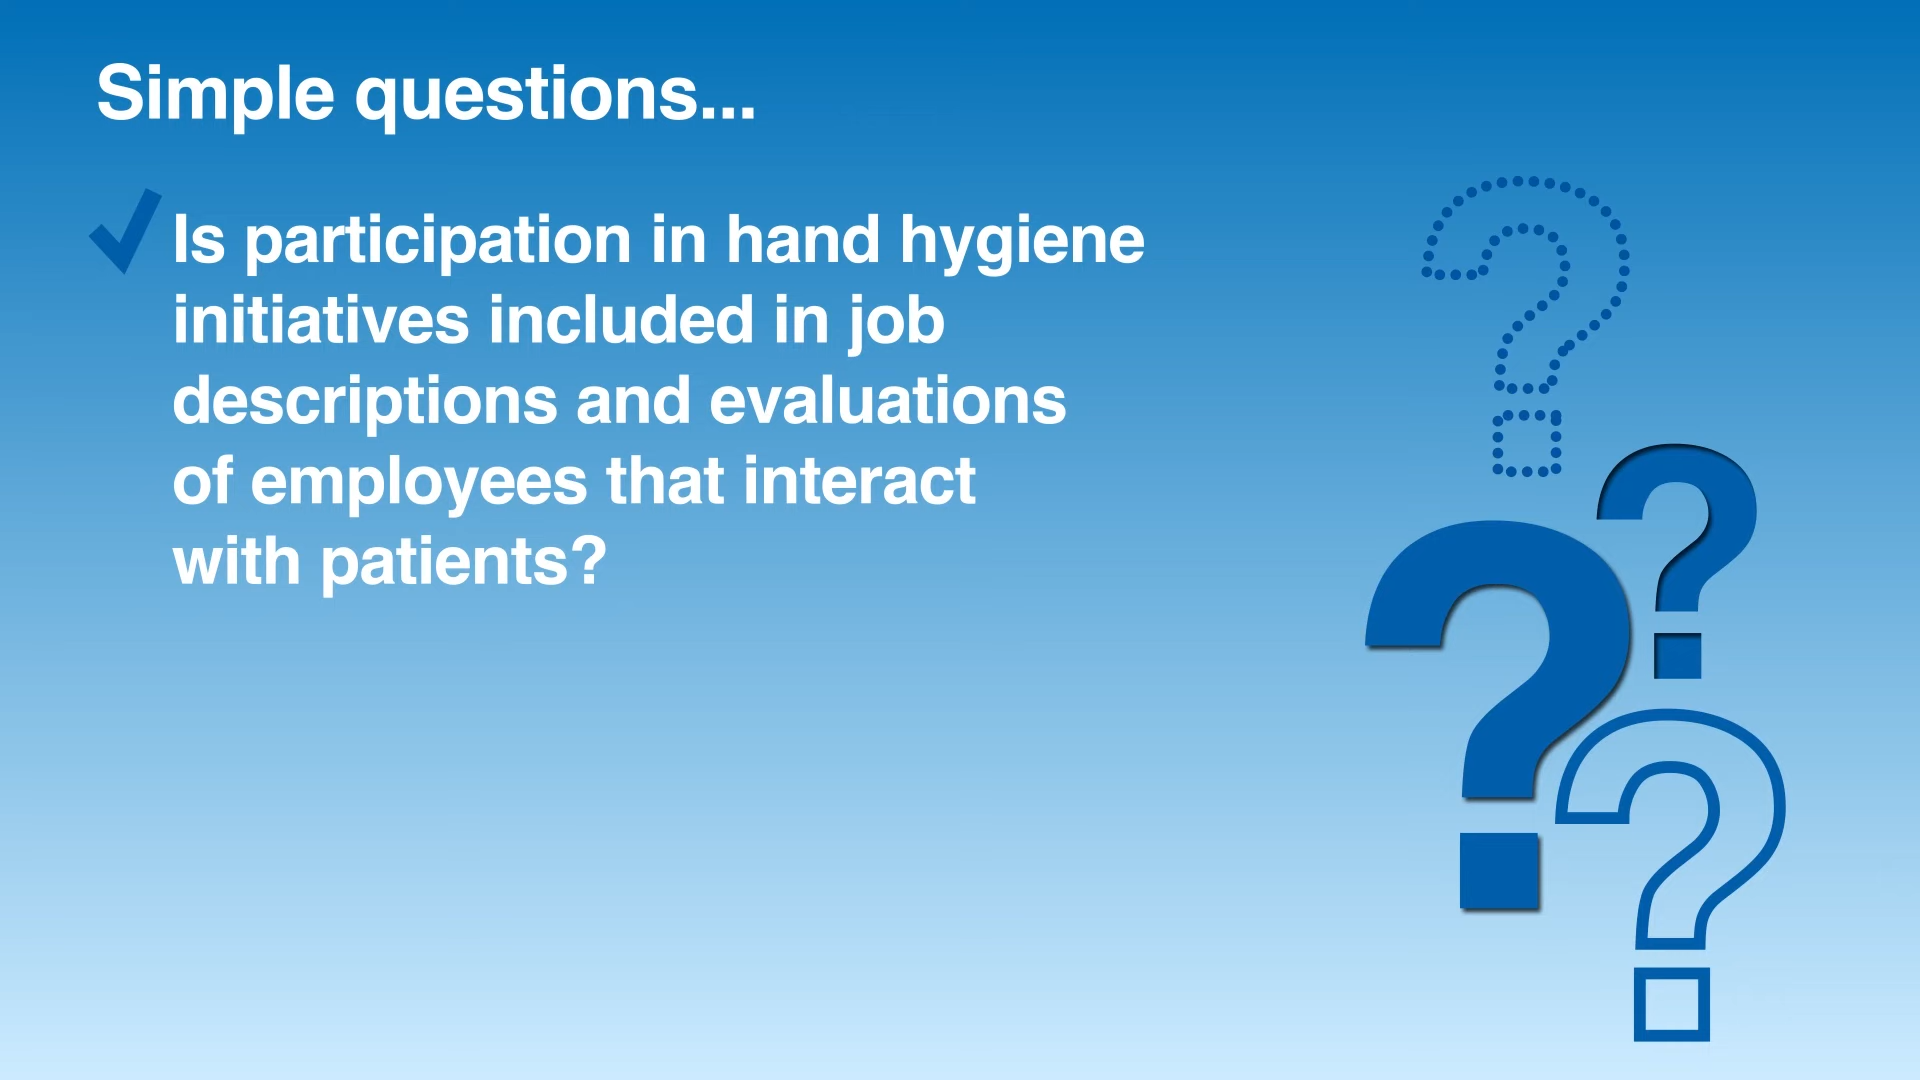 Simple questions...
Is participation in hand hygiene
initiatives included in job
descriptions and evaluations
of employees that interact
with patients?